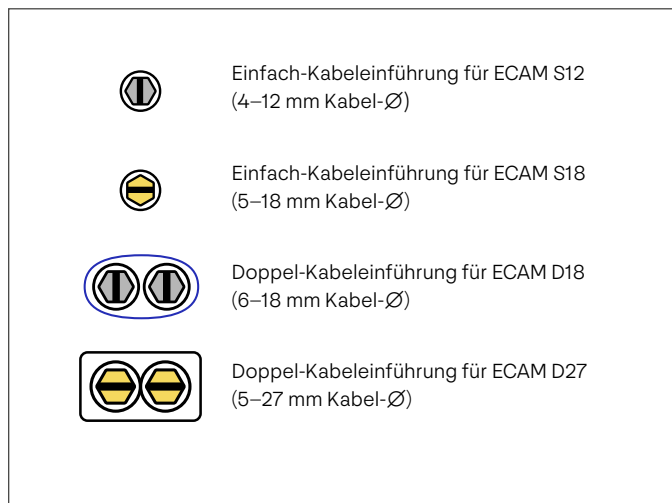 Einfach-Kabeleinführung für ECAM S12
(4–12 mm Kabel-Ø)
Einfach-Kabeleinführung für ECAM S18
(5–18 mm Kabel-Ø)
Doppel-Kabeleinführung für ECAM D18
(6–18 mm Kabel-Ø)
Doppel-Kabeleinführung für ECAM D27
(5–27 mm Kabel-Ø)